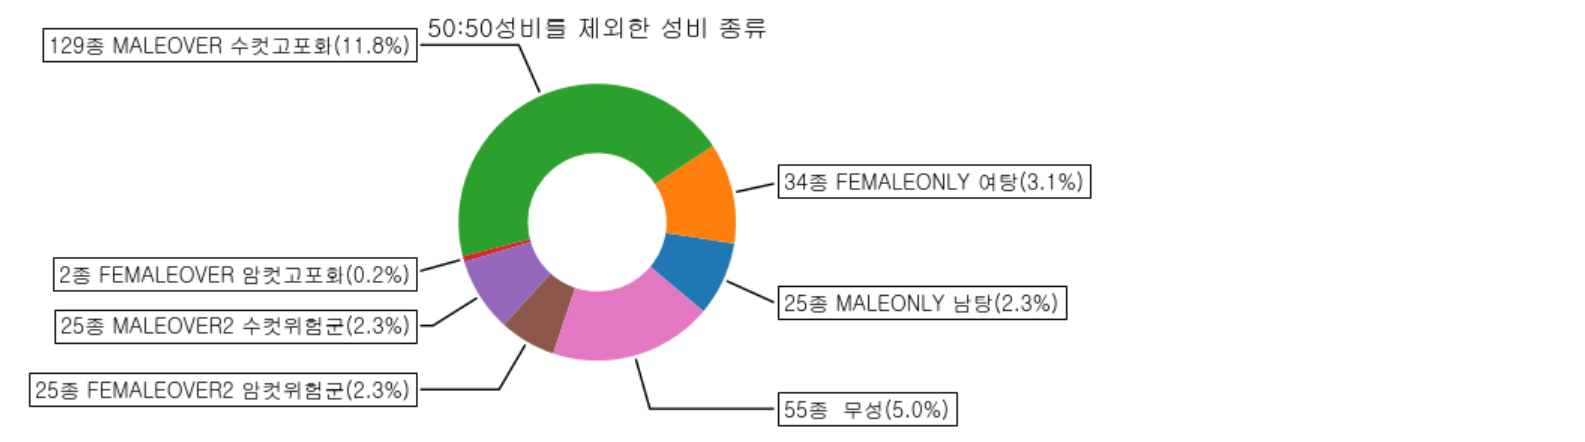 50:50성비를 제외한 성비 종류
129종 MALEOVER 수컷고포화(11.8%)
34종 FEMALEONLY 여탕(3.1%)
2종 FEMALEOVER 암컷고포화(0.2%)
25종 MALEONLY 남탕(2.3%)
25종 MALEOVER2 수컷위험군(2.3%)
25종 FEMALEOVER2 암컷위험군(2.3%)
55종  무성(5.0%)